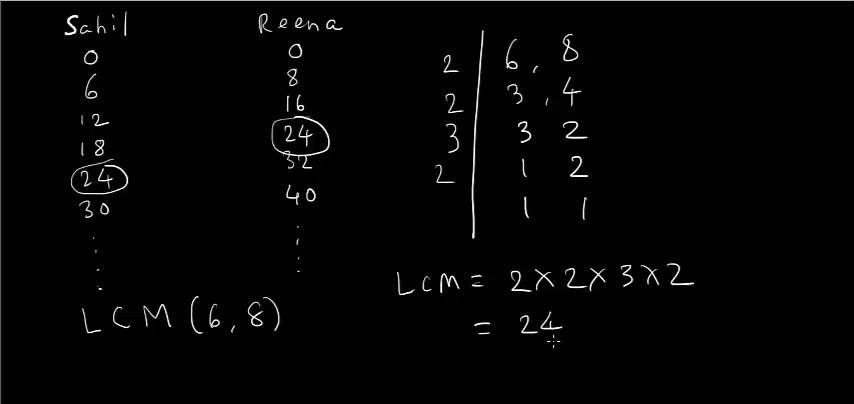 Sahil Reena
0 0
6 8
12 16
18 24
24 32
30 40
LCM (6,8)
2 6, 8
2 3, 4
3 3 2
2 1 2
1 1
LCM = 2×2×3×2
= 24